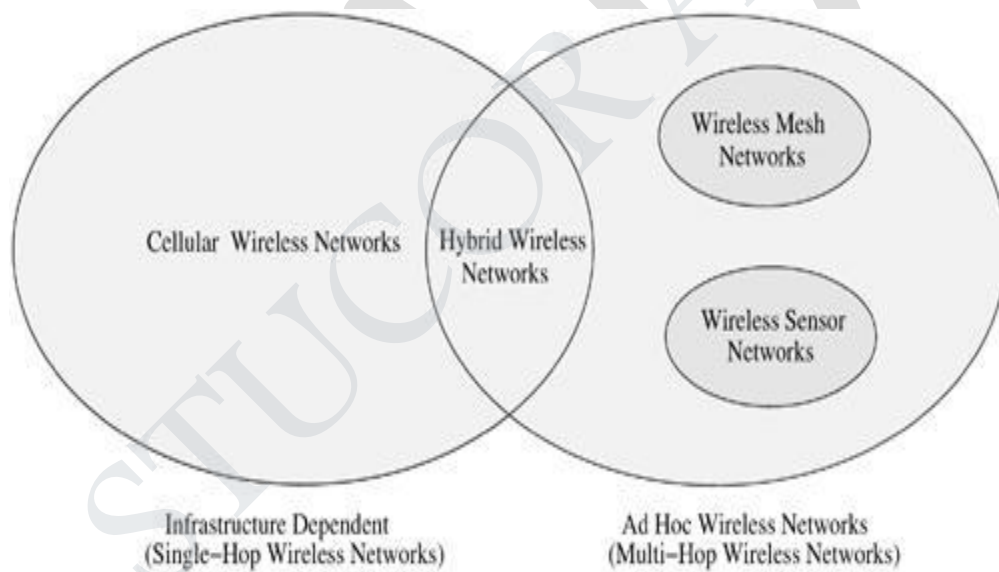 Wireless Mesh
Networks
Cellular Wireless Networks
Hybrid Wireless
Networks
Wireless Sensor
Networks
Infrastructure Dependent
(Single-Hop Wireless Networks)
Ad Hoc Wireless Networks
(Multi-Hop Wireless Networks)
STUCORA